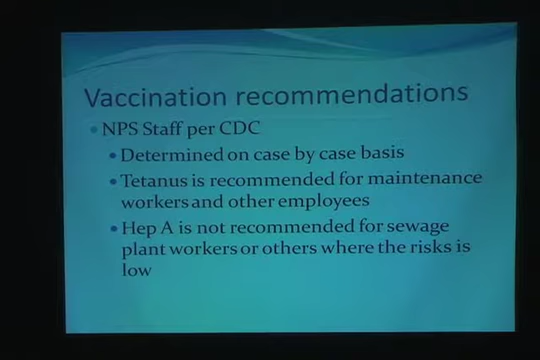 Vaccination recommendations
NPS Staff per CDC
Determined on case by case basis
Tetanus is recommended for maintenance
workers and other employees
Hep A is not recommended for sewage
plant workers or others where the risks is
low